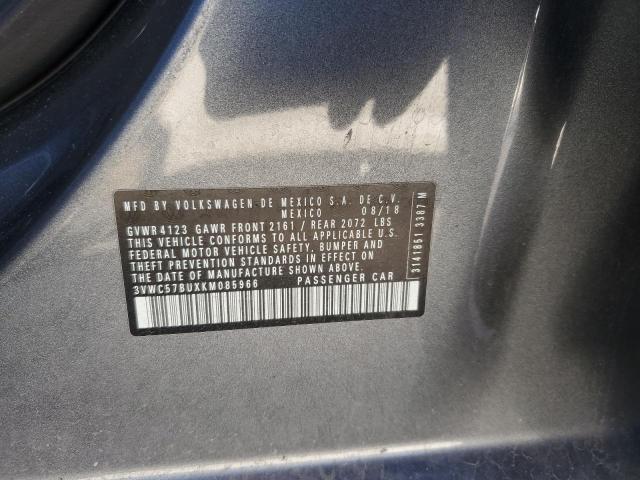 MFD BY VOLKSWAGEN DE MEXICO S.A. DE C.V.
MEXICO 08/18
GVWR 4123 GAWR FRONT 2161 / REAR 2072 LBS
THIS VEHICLE CONFORMS TO ALL APPLICABLE U.S.
FEDERAL MOTOR VEHICLE SAFETY, BUMPER AND
THEFT PREVENTION STANDARDS IN EFFECT ON
THE DATE OF MANUFACTURE SHOWN ABOVE.
3VWC57BUXKM085966 PASSENGER CAR
31418513387 M